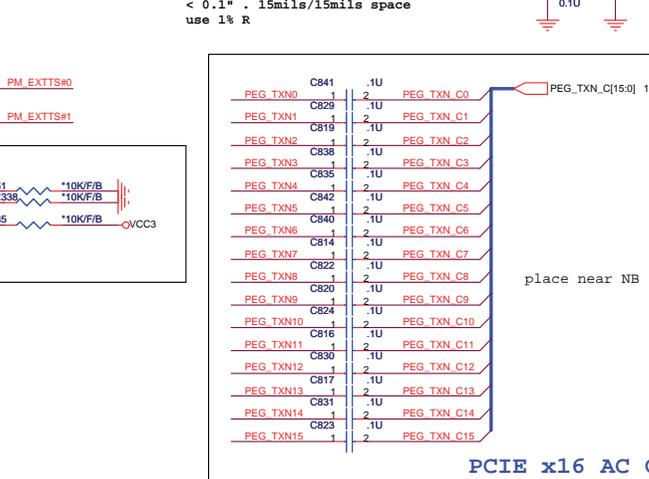 < 0.1" . 15mils/15mils space
use 1% R
0.1U
PM_EXTTS#0
PM_EXTTS#1
*10K/F/B
338 *10K/F/B
*10K/F/B
VCC3
C841 .1U
PEG_TXN0 1 2 PEG_TXN_C0
PEG_TXN_C[15:0] 1
C829 .1U
PEG_TXN1 1 2 PEG_TXN_C1
C819 .1U
PEG_TXN2 1 2 PEG_TXN_C2
C838 .1U
PEG_TXN3 1 2 PEG_TXN_C3
C835 .1U
PEG_TXN4 1 2 PEG_TXN_C4
C842 .1U
PEG_TXN5 1 2 PEG_TXN_C5
C840 .1U
PEG_TXN6 1 2 PEG_TXN_C6
C814 .1U
PEG_TXN7 1 2 PEG_TXN_C7
C822 .1U
PEG_TXN8 1 2 PEG_TXN_C8
place near NB
C820 .1U
PEG_TXN9 1 2 PEG_TXN_C9
C824 .1U
PEG_TXN10 1 2 PEG_TXN_C10
C816 .1U
PEG_TXN11 1 2 PEG_TXN_C11
C830 .1U
PEG_TXN12 1 2 PEG_TXN_C12
C817 .1U
PEG_TXN13 1 2 PEG_TXN_C13
C831 .1U
PEG_TXN14 1 2 PEG_TXN_C14
C823 .1U
PEG_TXN15 1 2 PEG_TXN_C15
PCIE x16 AC